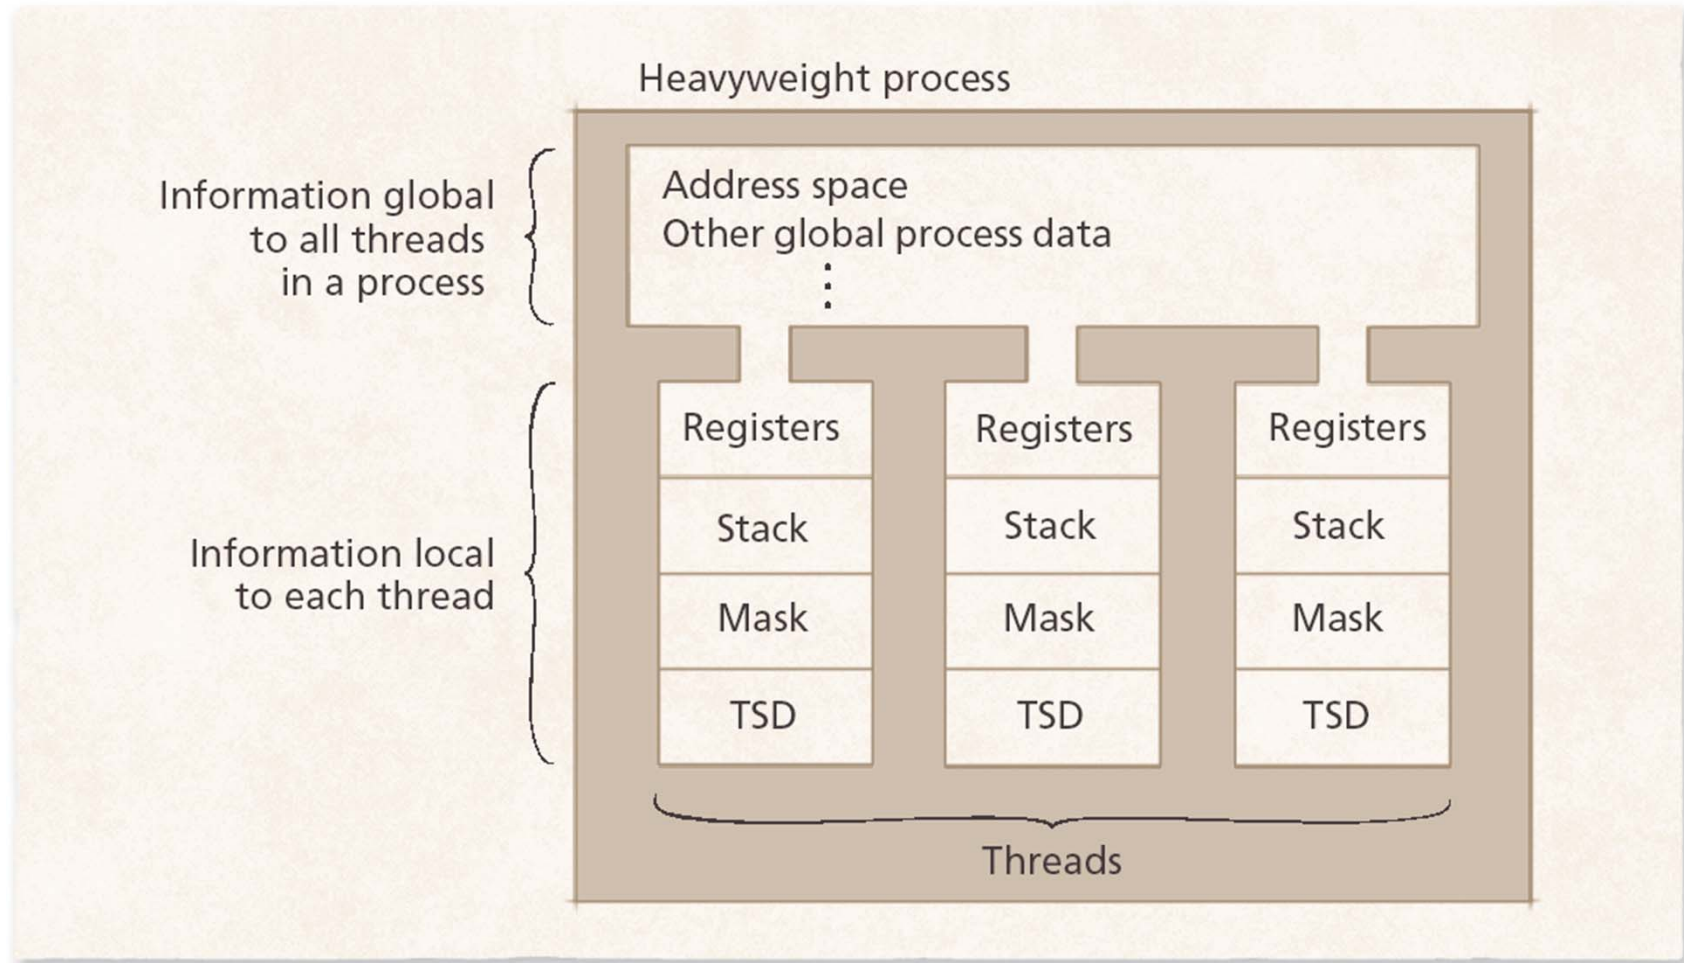 Heavyweight process
Information global
to all threads
in a process
Address space
Other global process data
⋮
Information local
to each thread
Registers
Stack
Mask
TSD
Registers
Stack
Mask
TSD
Registers
Stack
Mask
TSD
Threads